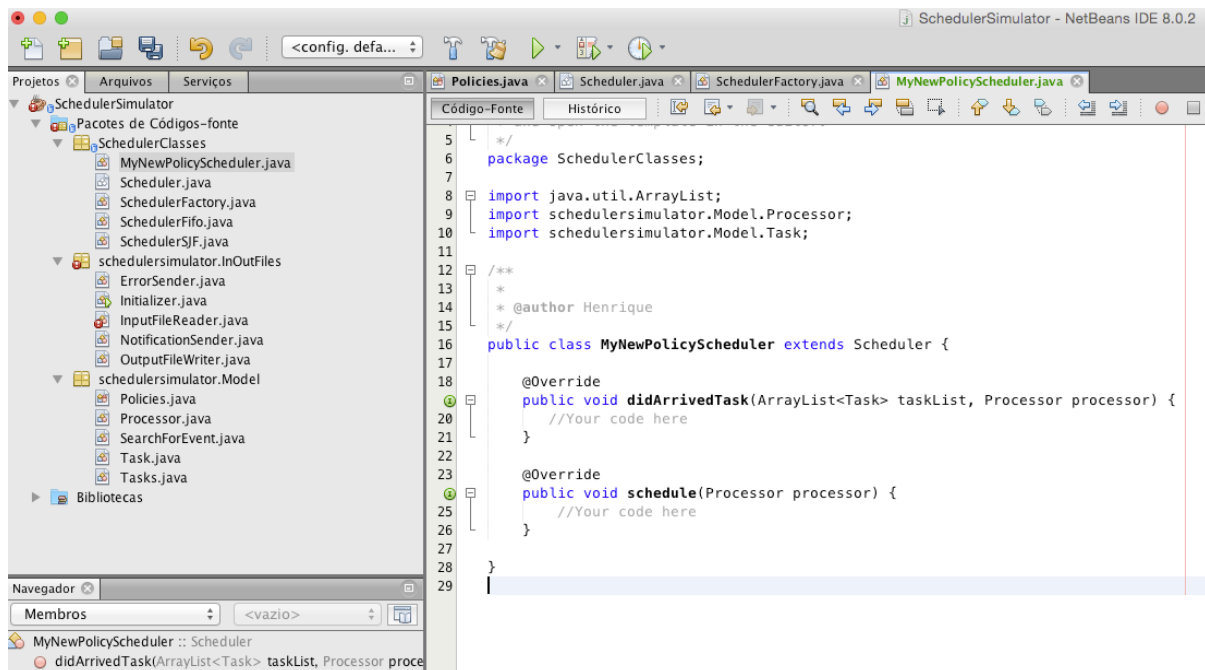 SchedulerSimulator - NetBeans IDE 8.0.2
<config. defa...
Projetos
Arquivos
Serviços
SchedulerSimulator
Pacotes de Códigos-fonte
SchedulerClasses
MyNewPolicyScheduler.java
Scheduler.java
SchedulerFactory.java
SchedulerFifo.java
SchedulerSJF.java
schedulersimulator.InOutFiles
ErrorSender.java
Initializer.java
InputFileReader.java
NotificationSender.java
OutputFileWriter.java
schedulersimulator.Model
Policies.java
Processor.java
SearchForEvent.java
Task.java
Tasks.java
Bibliotecas
Navegador
Membros
<vazio>
MyNewPolicyScheduler :: Scheduler
didArrivedTask(ArrayList<Task> taskList, Processor proce
Policies.java
Scheduler.java
SchedulerFactory.java
MyNewPolicyScheduler.java
Código-Fonte
Histórico
5 */
6 package SchedulerClasses;
7
8 import java.util.ArrayList;
9 import schedulersimulator.Model.Processor;
10 import schedulersimulator.Model.Task;
11
12 /**
13 *
14 * @author Henrique
15 */
16 public class MyNewPolicyScheduler extends Scheduler {
17
18 @Override
public void didArrivedTask(ArrayList<Task> taskList, Processor processor) {
20 //Your code here
21 }
22
23 @Override
public void schedule(Processor processor) {
25 //Your code here
26 }
27
28 }
29